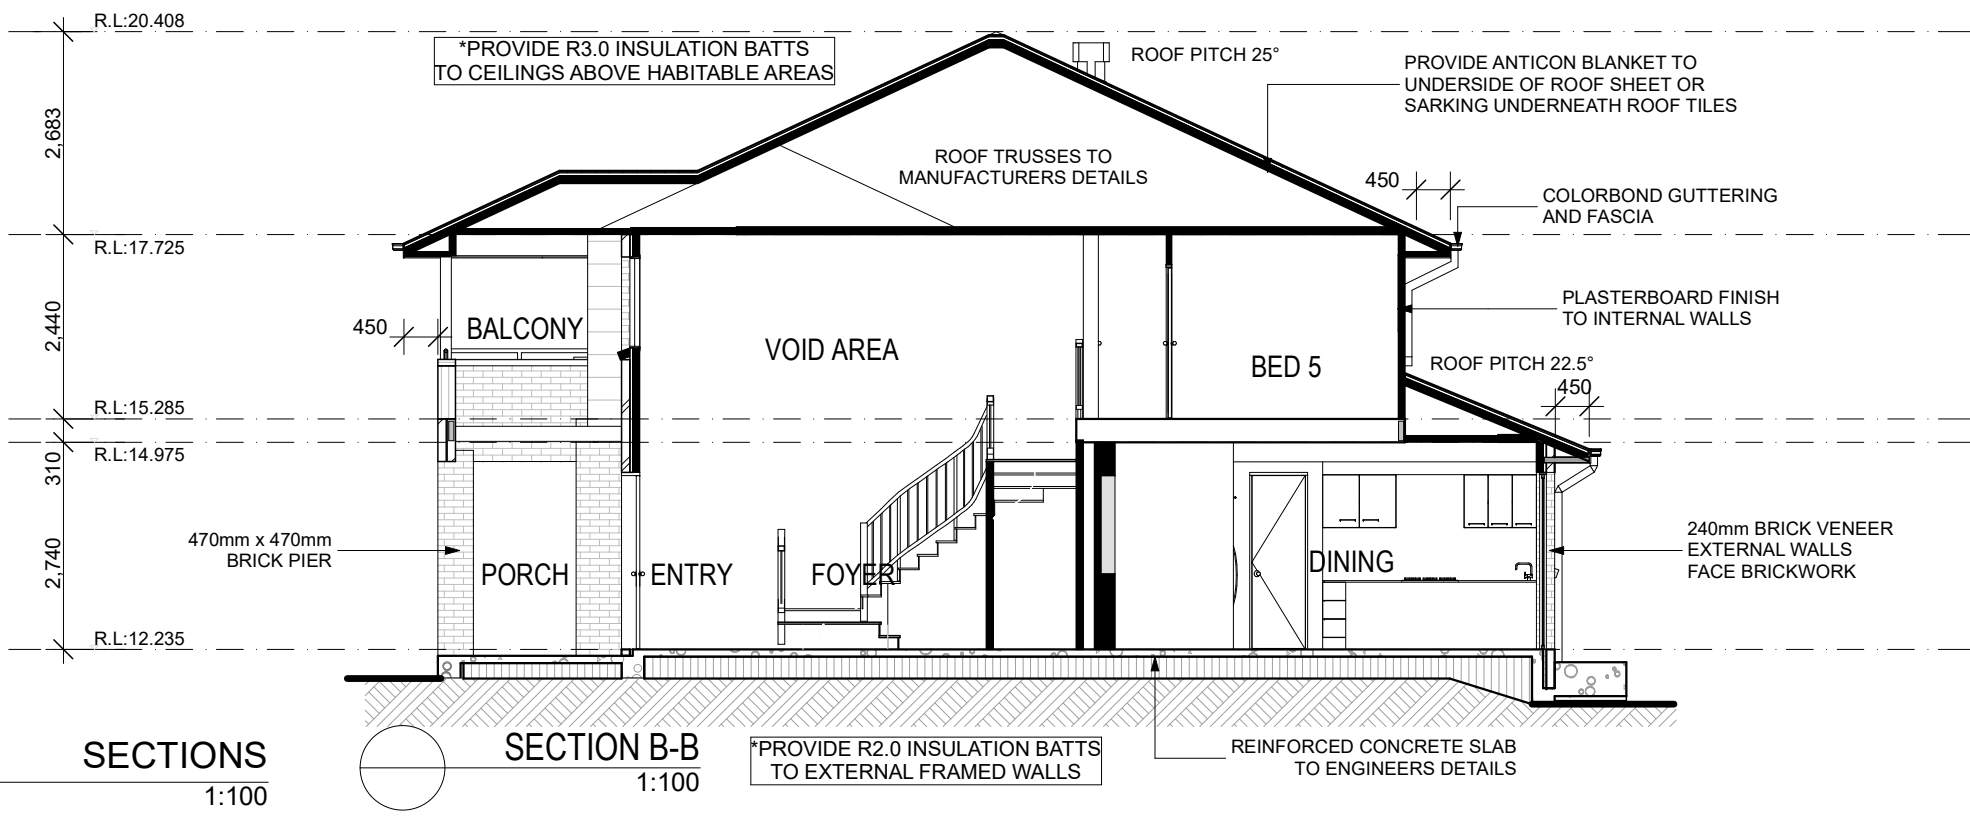 R.L:20.408
*PROVIDE R3.0 INSULATION BATTS
TO CEILINGS ABOVE HABITABLE AREAS
ROOF PITCH 25°
PROVIDE ANTICON BLANKET TO
UNDERSIDE OF ROOF SHEET OR
SARKING UNDERNEATH ROOF TILES
2,683
ROOF TRUSSES TO
MANUFACTURERS DETAILS
450
COLORBOND GUTTERING
AND FASCIA
R.L:17.725
PLASTERBOARD FINISH
TO INTERNAL WALLS
2,440
450
BALCONY
VOID AREA
BED 5
ROOF PITCH 22.5°
450
R.L:15.285
310
R.L:14.975
470mm x 470mm
BRICK PIER
2,740
PORCH
ENTRY
FOYER
DINING
240mm BRICK VENEER
EXTERNAL WALLS
FACE BRICKWORK
R.L:12.235
SECTIONS
1:100
SECTION B-B
1:100
*PROVIDE R2.0 INSULATION BATTS
TO EXTERNAL FRAMED WALLS
REINFORCED CONCRETE SLAB
TO ENGINEERS DETAILS